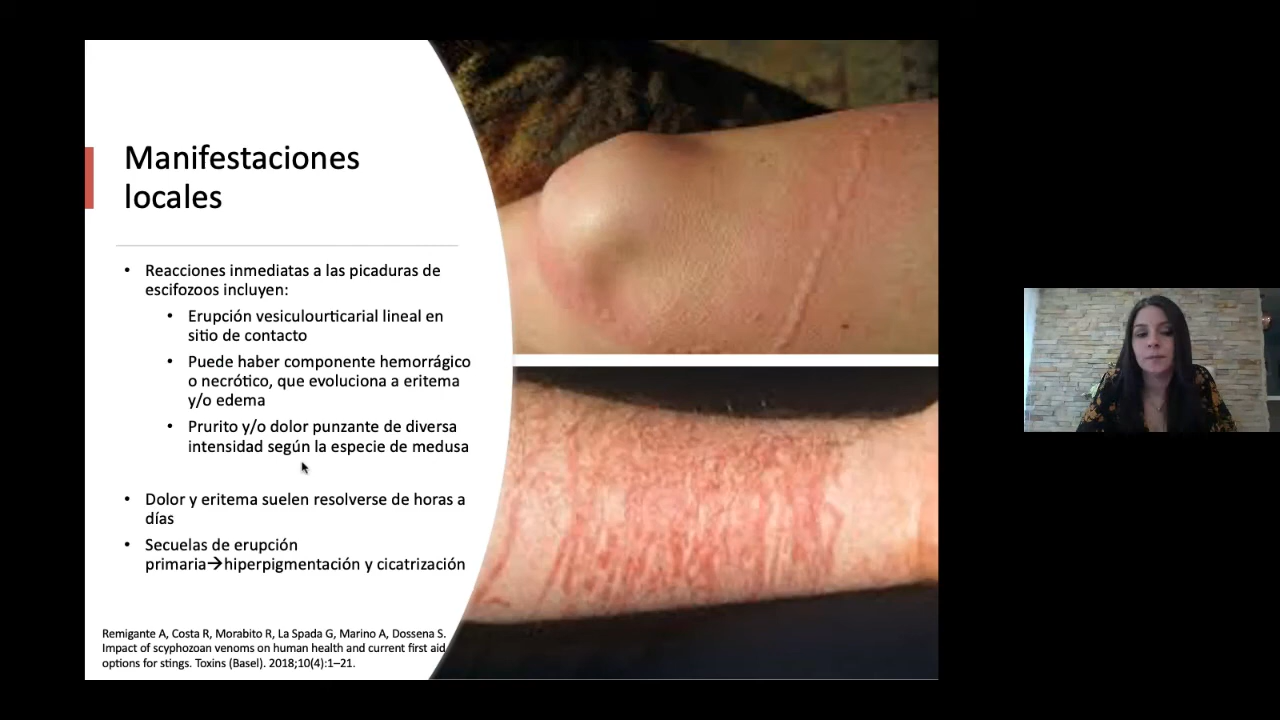 Manifestaciones
locales
• Reacciones inmediatas a las picaduras de
escifozoos incluyen:
• Erupción vesiculourticarial lineal en
sitio de contacto
• Puede haber componente hemorrágico
o necrótico, que evoluciona a eritema
y/o edema
• Prurito y/o dolor punzante de diversa
intensidad según la especie de medusa
• Dolor y eritema suelen resolverse de horas a
días
• Secuelas de erupción
primaria→hiperpigmentación y cicatrización
Remigante A, Costa R, Morabito R, La Spada G, Marino A, Dossena S.
Impact of scyphozoan venoms on human health and current first aid
options for stings. Toxins (Basel). 2018;10(4):1–21.